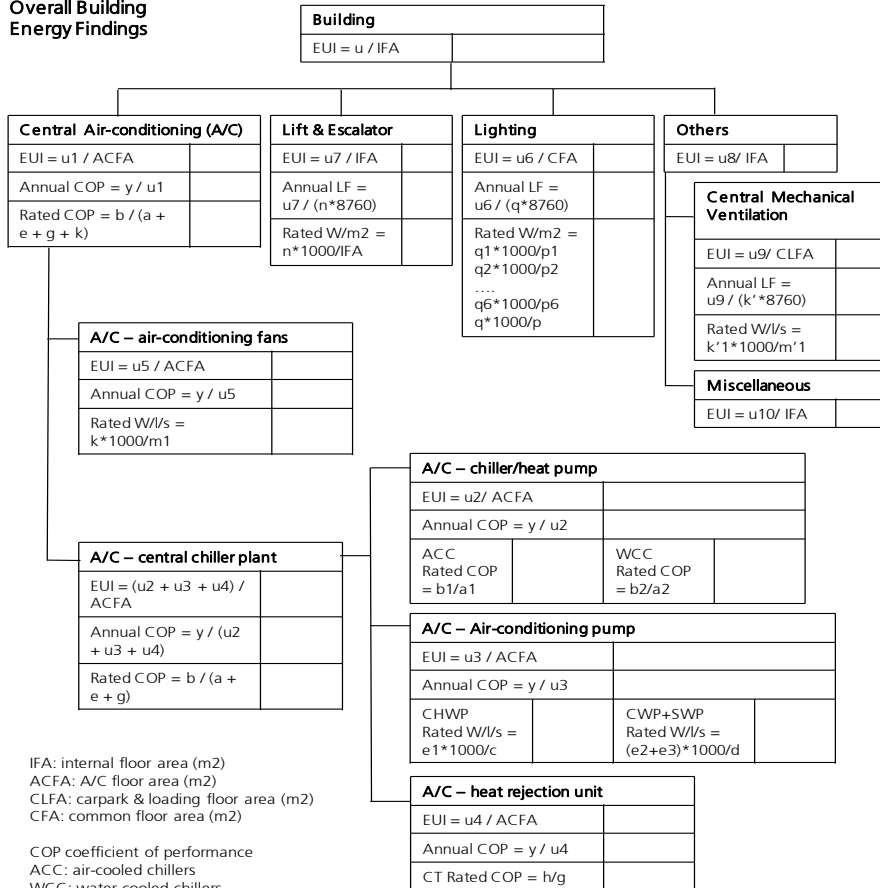 Overall Building
Energy Findings
Building
EUI = u / IFA
Central Air-conditioning (A/C)
EUI = u1 / ACFA
Annual COP = y / u1
Rated COP = b / (a +
e + g + k)
Lift & Escalator
EUI = u7 / IFA
Annual LF =
u7 / (n*8760)
Rated W/m2 =
n*1000/IFA
Lighting
EUI = u6 / CFA
Annual LF =
u6 / (q*8760)
Rated W/m2 =
q1*1000/p1
q2*1000/p2
….
q6*1000/p6
q*1000/p
Others
EUI = u8/ IFA
Central Mechanical
Ventilation
EUI = u9/ CLFA
Annual LF =
u9 / (k’*8760)
Rated W/l/s =
k’1*1000/m’1
Miscellaneous
EUI = u10/ IFA
A/C – air-conditioning fans
EUI = u5 / ACFA
Annual COP = y / u5
Rated W/l/s =
k*1000/m1
A/C – central chiller plant
EUI = (u2 + u3 + u4) /
ACFA
Annual COP = y / (u2
+ u3 + u4)
Rated COP = b / (a +
e + g)
A/C – chiller/heat pump
EUI = u2/ ACFA
Annual COP = y / u2
ACC
Rated COP
= b1/a1
WCC
Rated COP
= b2/a2
A/C – Air-conditioning pump
EUI = u3 / ACFA
Annual COP = y / u3
CHWP
Rated W/l/s =
e1*1000/c
CWP+SWP
Rated W/l/s =
(e2+e3)*1000/d
A/C – heat rejection unit
EUI = u4 / ACFA
Annual COP = y / u4
CT Rated COP = h/g
IFA: internal floor area (m2)
ACFA: A/C floor area (m2)
CLFA: carpark & loading floor area (m2)
CFA: common floor area (m2)
COP coefficient of performance
ACC: air-cooled chillers
WCC: water cooled chillers